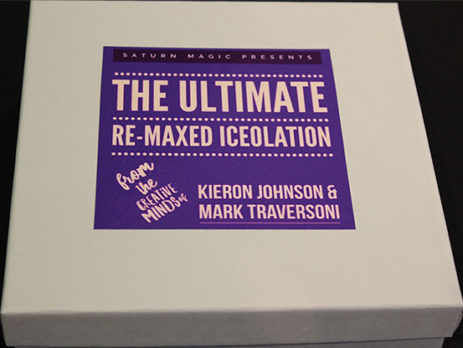 SATURN MAGIC PRESENTS
THE ULTIMATE
RE-MAXED ICEOLATION
from
the
CREATIVE
MINDS of
KIERON JOHNSON &
MARK TRAVERSONI